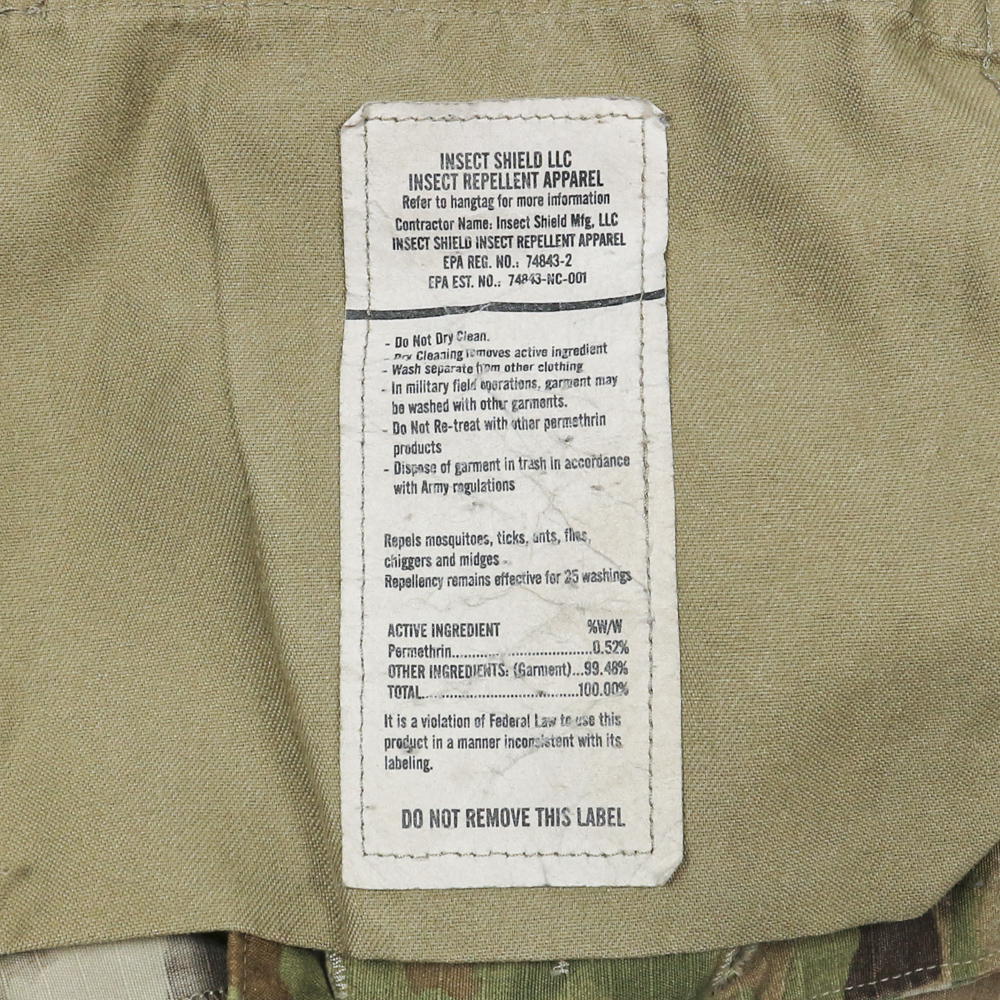 INSECT SHIELD LLC
INSECT REPELLENT APPAREL
Refer to hangtag for more information
Contractor Name: Insect Shield Mfg, LLC
INSECT SHIELD INSECT REPELLENT APPAREL
EPA REG. NO.: 74843-2
EPA EST. NO.: 74843-NC-001
- Do Not Dry Clean.
- Dry Cleaning removes active ingredient
- Wash separate from other clothing
- In military field operations, garment may
be washed with other garments.
- Do Not Re-treat with other permethrin
products
- Dispose of garment in trash in accordance
with Army regulations
Repels mosquitoes, ticks, ants, flies,
chiggers and midges
Repellency remains effective for 25 washings
ACTIVE INGREDIENT %W/W
Permethrin..............................0.52%
OTHER INGREDIENTS: (Garment)...99.48%
TOTAL.................................100.00%
It is a violation of Federal Law to use this
product in a manner inconsistent with its
labeling.
DO NOT REMOVE THIS LABEL